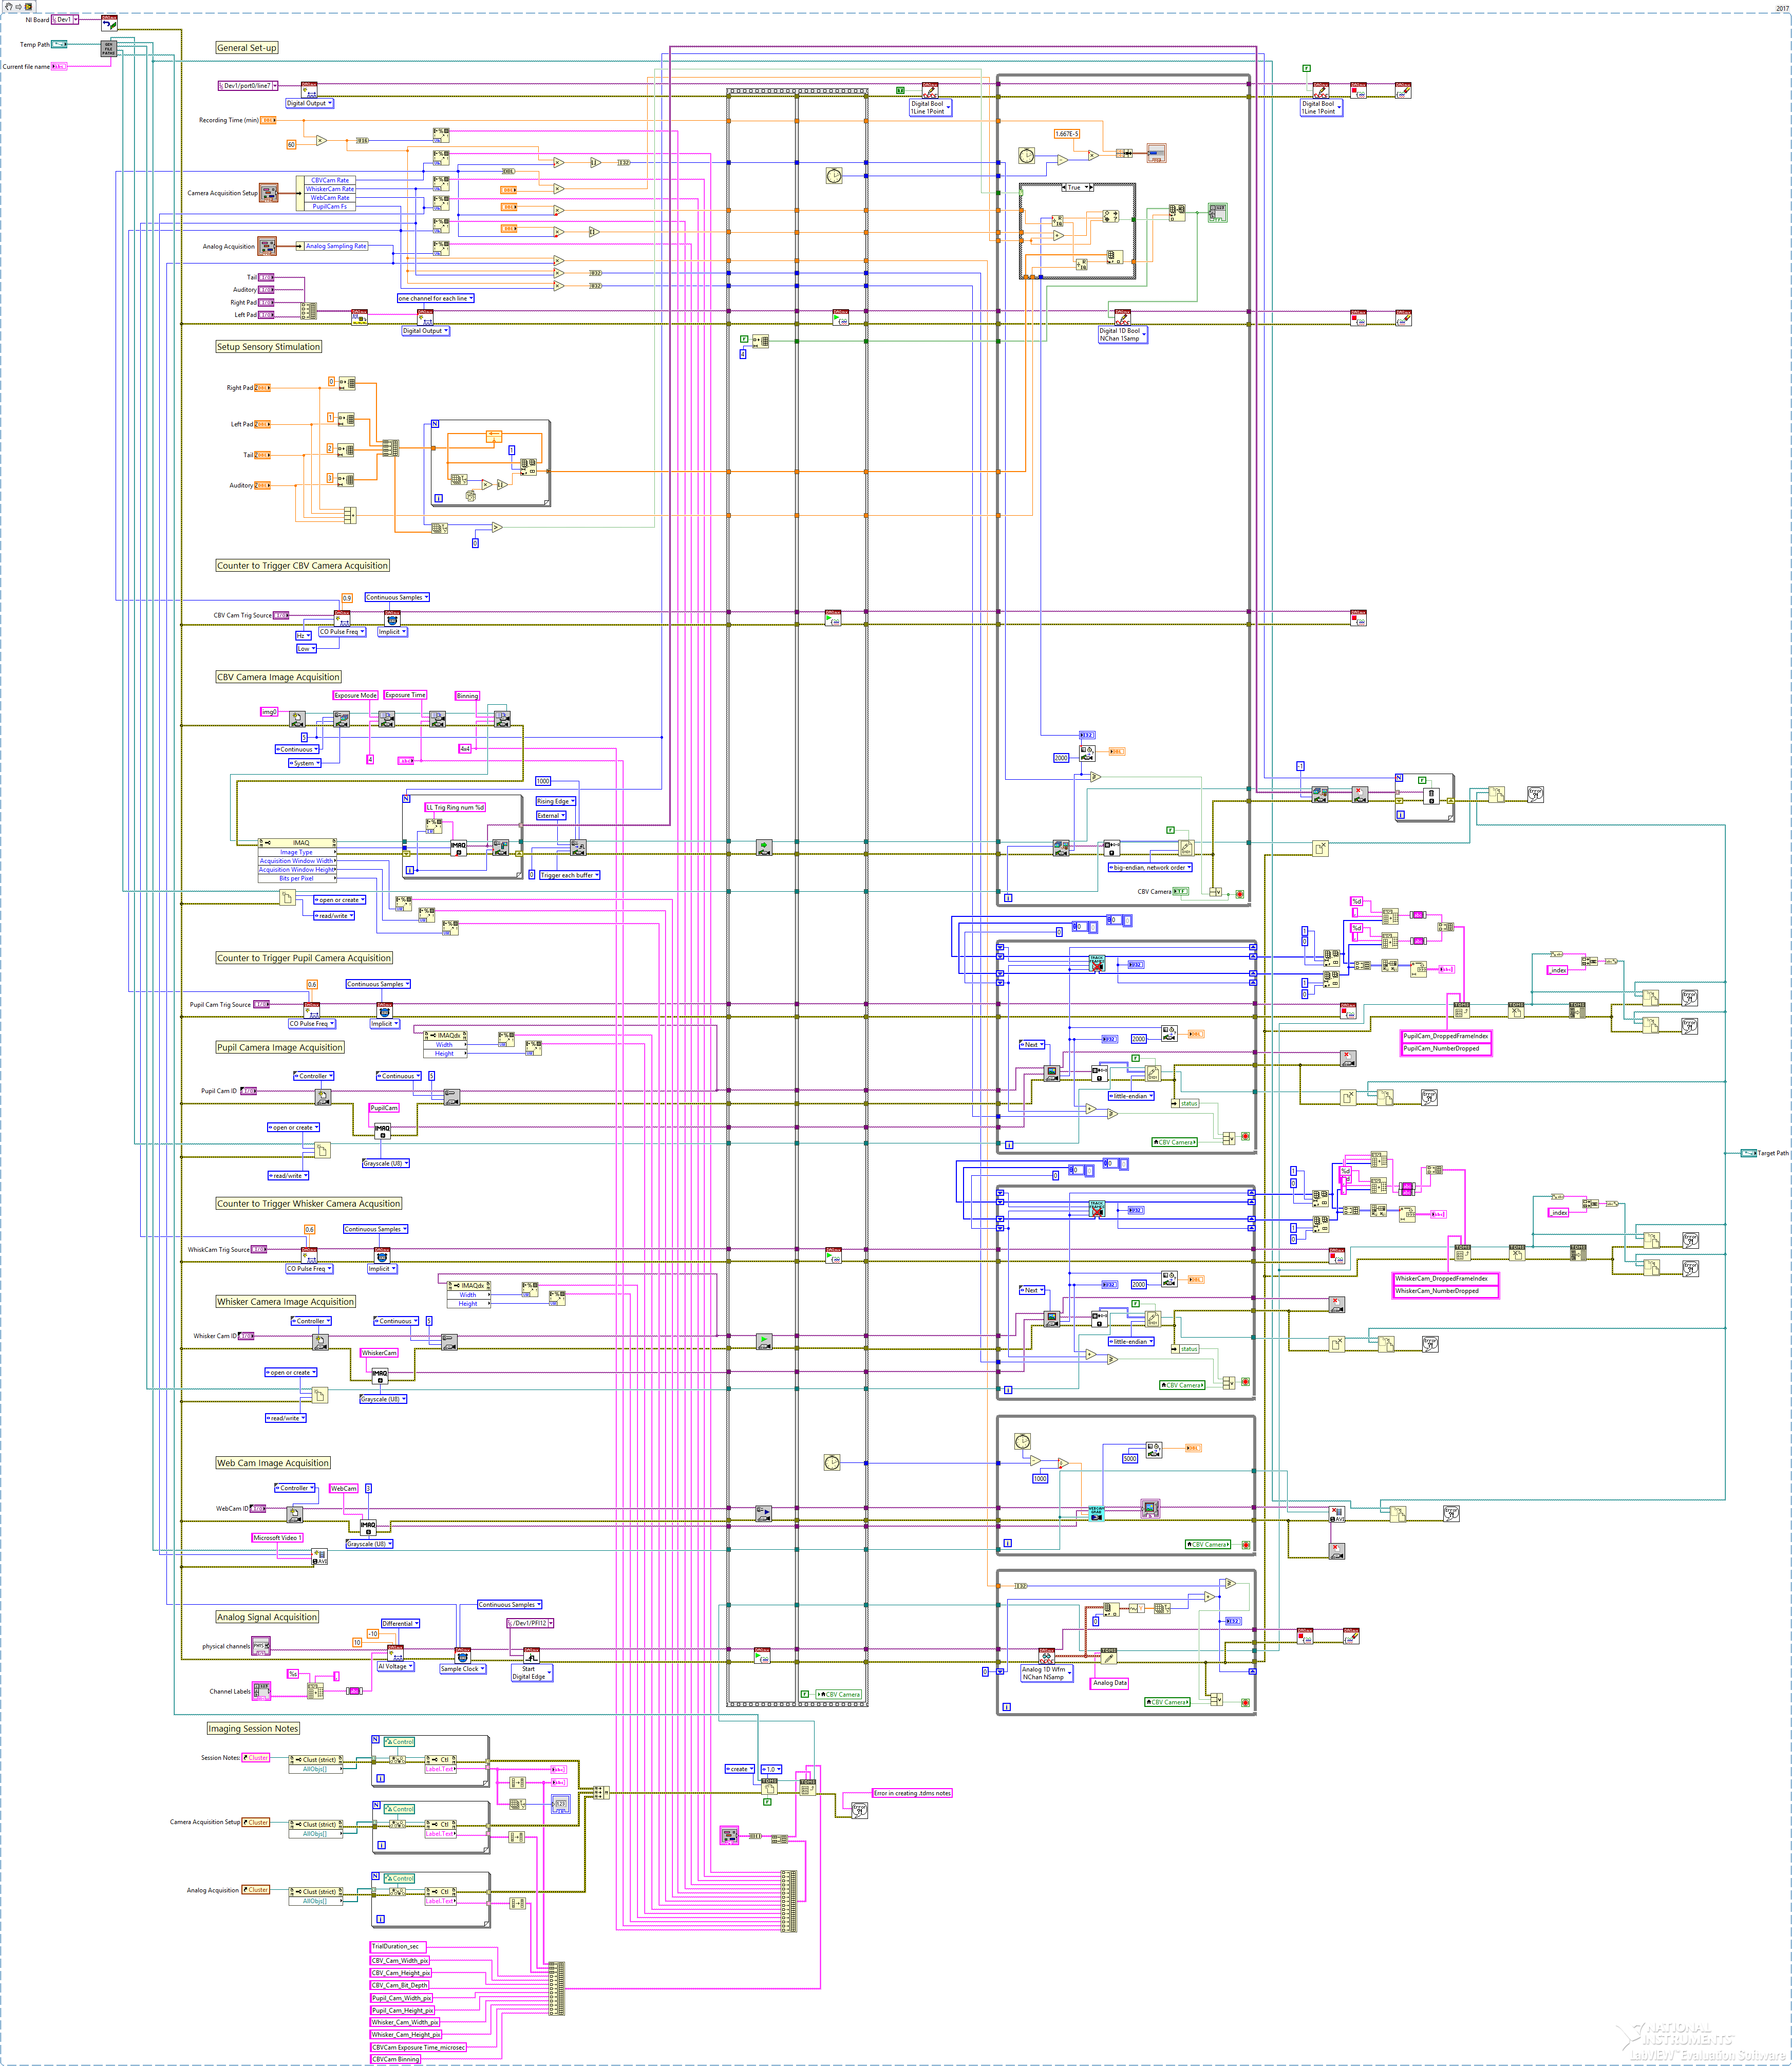 2017
NI Board
Dev1
Temp Path
Current file name
General Set-up
Dev1/port0/line7
Digital Output
Digital Bool
1Line 1Point
Digital Bool
1Line 1Point
Recording Time (min)
60
1.667E-5
Camera Acquisition Setup
CBVCam Rate
WhiskerCam Rate
WebCam Rate
PupilCam Fs
True
Analog Acquisition
Analog Sampling Rate
Tail
Auditory
Right Pad
Left Pad
one channel for each line
Digital Output
Digital 1D Bool
NChan 1Samp
Setup Sensory Stimulation
4
Right Pad
0
Left Pad
1
Tail
2
Auditory
3
N
1
i
0
Counter to Trigger CBV Camera Acquisition
0.9
Continuous Samples
CBV Cam Trig Source
CO Pulse Freq
Implicit
Hz
Low
CBV Camera Image Acquisition
Exposure Mode
Exposure Time
Binning
img0
5
Continuous
System
4
4x4
2000
-1
1000
LL Trig Ring num %d
Rising Edge
External
IMAQ
Image Type
Acquisition Window Width
Acquisition Window Height
Bits per Pixel
0
Trigger each buffer
big-endian, network order
CBV Camera
open or create
read/write
%d
%d
Counter to Trigger Pupil Camera Acquisition
0.6
Continuous Samples
_index
Pupil Cam Trig Source
CO Pulse Freq
Implicit
PupilCam_DroppedFrameIndex
PupilCam_NumberDropped
Pupil Camera Image Acquisition
IMAQdx
Width
Height
Next
2000
Controller
Continuous
5
Pupil Cam ID
PupilCam
little-endian
status
open or create
Grayscale (U8)
read/write
CBV Camera
Target Path
Counter to Trigger Whisker Camera Acquisition
0.6
Continuous Samples
%d
_index
WhiskCam Trig Source
CO Pulse Freq
Implicit
WhiskerCam_DroppedFrameIndex
WhiskerCam_NumberDropped
Whisker Camera Image Acquisition
IMAQdx
Width
Height
Next
2000
Controller
Continuous
5
Whisker Cam ID
WhiskerCam
little-endian
status
open or create
Grayscale (U8)
read/write
CBV Camera
Web Cam Image Acquisition
5000
1000
Controller
WebCam
3
WebCam ID
Microsoft Video 1
Grayscale (U8)
CBV Camera
Analog Signal Acquisition
Continuous Samples
Differential
/Dev1/PFI12
-10
10
physical channels
AI Voltage
Sample Clock
Start
Digital Edge
Analog 1D Wfm
NChan NSamp
Analog Data
%s
Channel Labels
CBV Camera
CBV Camera
Imaging Session Notes
Session Notes
Cluster
Clust (strict)
AllObjs[]
Control
Ctl
Label.Text
create
1.0
Error in creating .tdms notes
Camera Acquisition Setup
Cluster
Clust (strict)
AllObjs[]
Control
Ctl
Label.Text
Analog Acquisition
Cluster
Clust (strict)
AllObjs[]
Control
Ctl
Label.Text
TrialDuration_sec
CBV_Cam_Width_pix
CBV_Cam_Height_pix
CBV_Cam_Bit_Depth
Pupil_Cam_Width_pix
Pupil_Cam_Height_pix
Whisker_Cam_Width_pix
Whisker_Cam_Height_pix
CBVCam Exposure Time_microsec
CBVCam Binning
NATIONAL
INSTRUMENTS
LabVIEW Evaluation Software